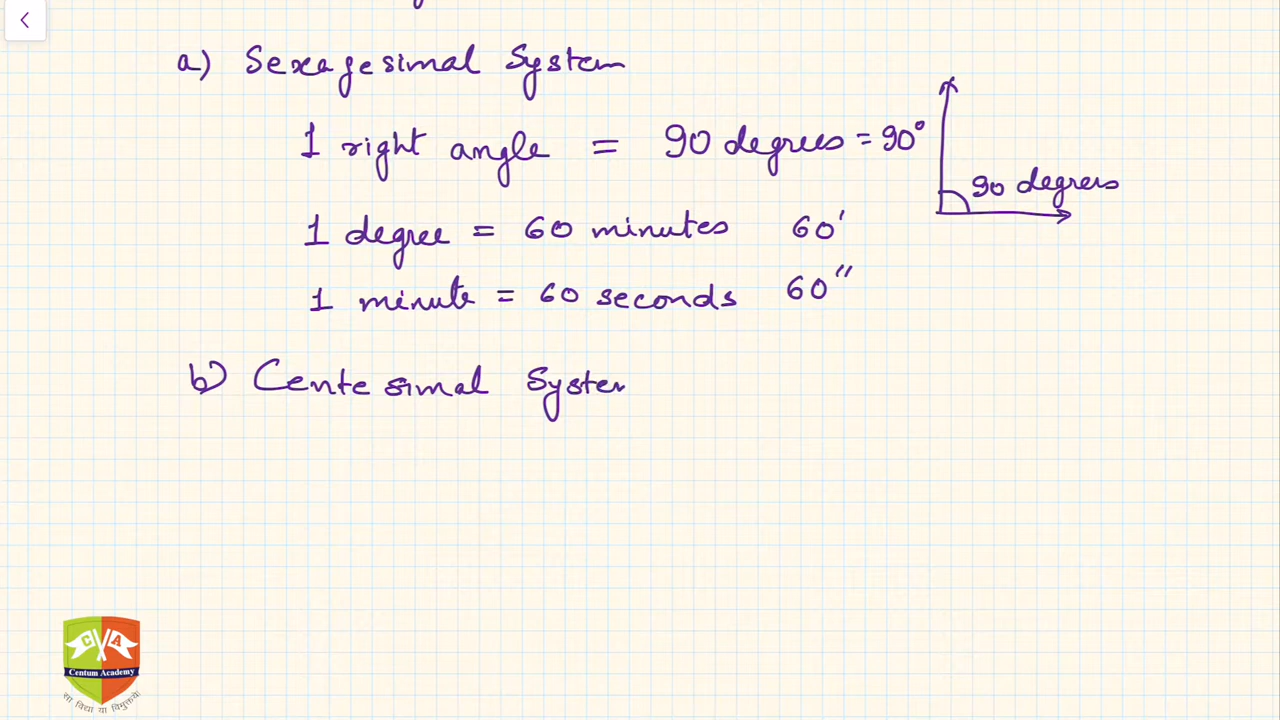 a) Sexagesimal System
1 right angle = 90 degrees = 90°
90 degrees
1 degree = 60 minutes 60'
1 minute = 60 seconds 60"
b) Centesimal System
C A
Centum Academy
सा विद्या या विमुक्तये